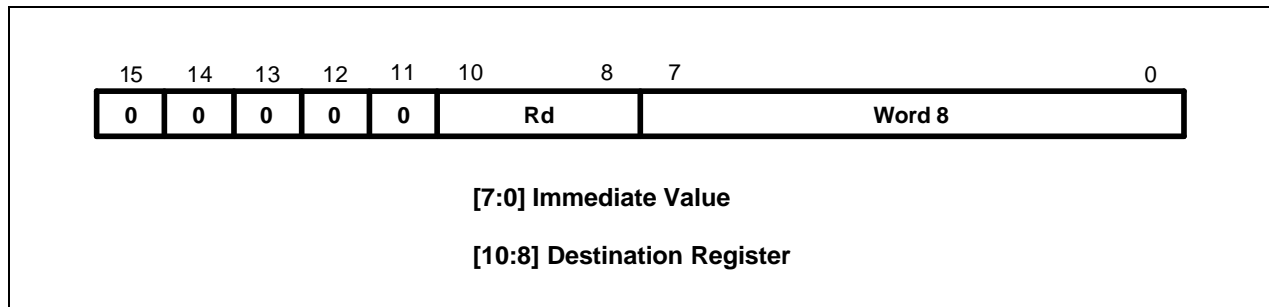 15 14 13 12 11 10 8 7 0
0 0 0 0 0 Rd Word 8
[7:0] Immediate Value
[10:8] Destination Register